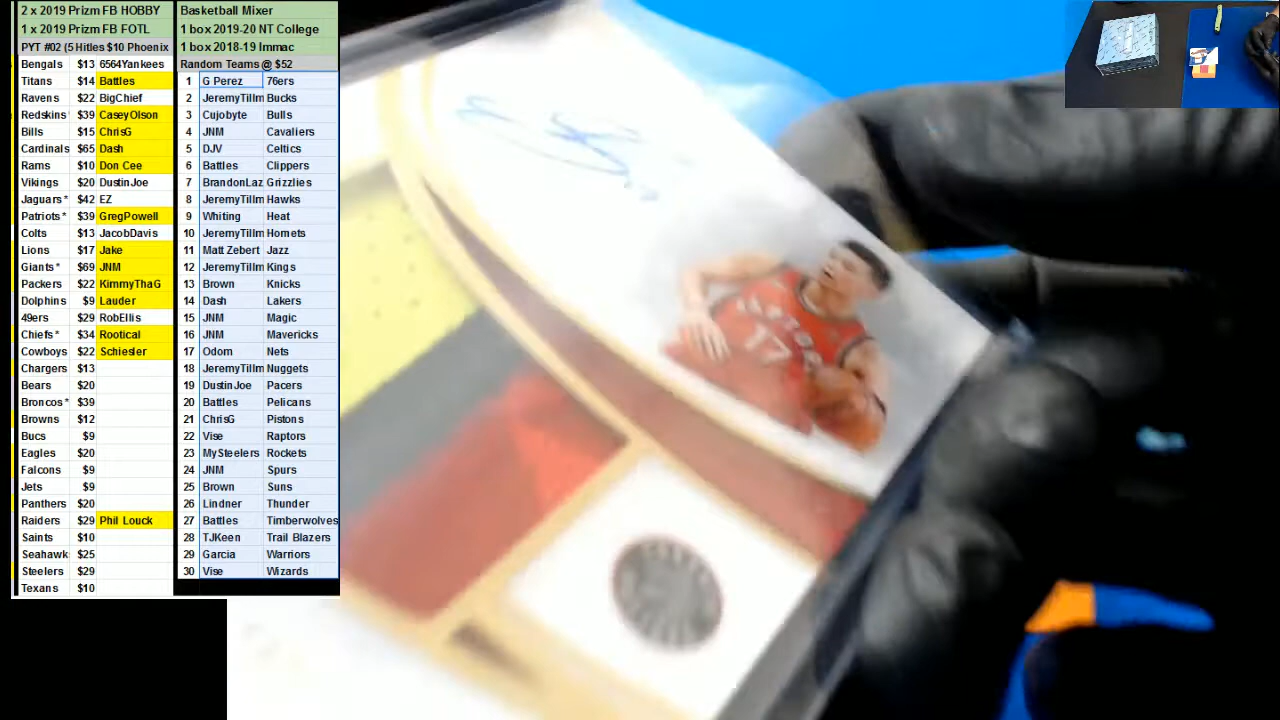 2 x 2019 Prizm FB HOBBY
1 x 2019 Prizm FB FOTL
PYT #02 (5 Hitles $10 Phoenix
Bengals $13 6564Yankees
Titans $14 Battles
Ravens $22 BigChief
Redskins $39 CaseyOlson
Bills $15 ChrisG
Cardinals $65 Dash
Rams $10 Don Cee
Vikings $20 DustinJoe
Jaguars * $42 EZ
Patriots * $39 GregPowell
Colts $13 JacobDavis
Lions $17 Jake
Giants * $69 JNM
Packers $22 KimmyThaG
Dolphins $9 Lauder
49ers $29 RobEllis
Chiefs * $34 Rootical
Cowboys $22 Schiesler
Chargers $13
Bears $20
Broncos * $39
Browns $12
Bucs $9
Eagles $20
Falcons $9
Jets $9
Panthers $20
Raiders $29 Phil Louck
Saints $10
Seahawk $25
Steelers $29
Texans $10
Basketball Mixer
1 box 2019-20 NT College
1 box 2018-19 Immac
Random Teams @ $52
1 G Perez 76ers
2 JeremyTillm Bucks
3 Cujobyte Bulls
4 JNM Cavaliers
5 DJV Celtics
6 Battles Clippers
7 BrandonLaz Grizzlies
8 JeremyTillm Hawks
9 Whiting Heat
10 JeremyTillm Hornets
11 Matt Zebert Jazz
12 JeremyTillm Kings
13 Brown Knicks
14 Dash Lakers
15 JNM Magic
16 JNM Mavericks
17 Odom Nets
18 JeremyTillm Nuggets
19 DustinJoe Pacers
20 Battles Pelicans
21 ChrisG Pistons
22 Vise Raptors
23 MySteelers Rockets
24 JNM Spurs
25 Brown Suns
26 Lindner Thunder
27 Battles Timberwolves
28 TJKeen Trail Blazers
29 Garcia Warriors
30 Vise Wizards